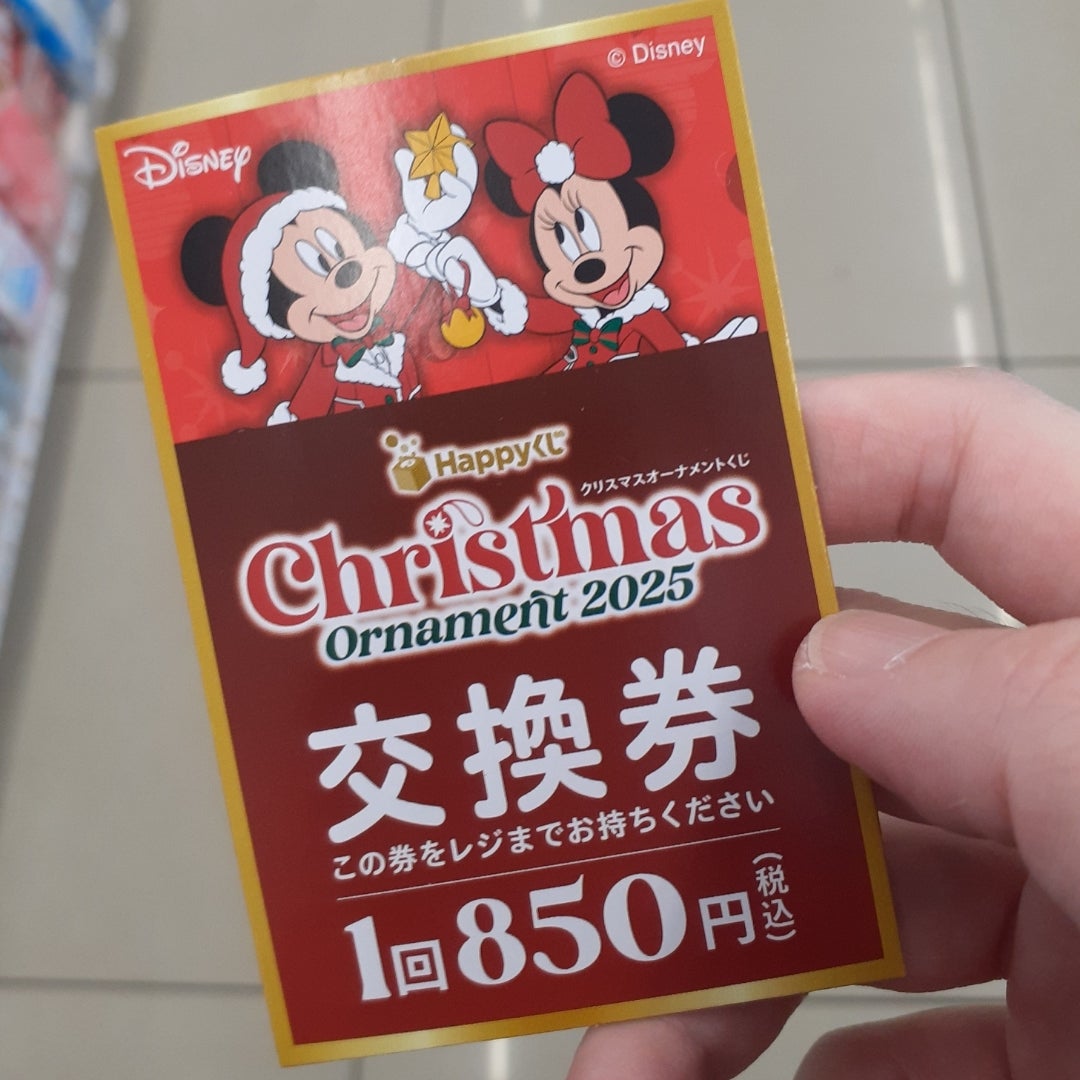 © Disney
Disney
Happyくじ
クリスマスオーナメントくじ
Christmas
Ornament 2025
交換券
この券をレジまでお持ちください
1回850円(税込)